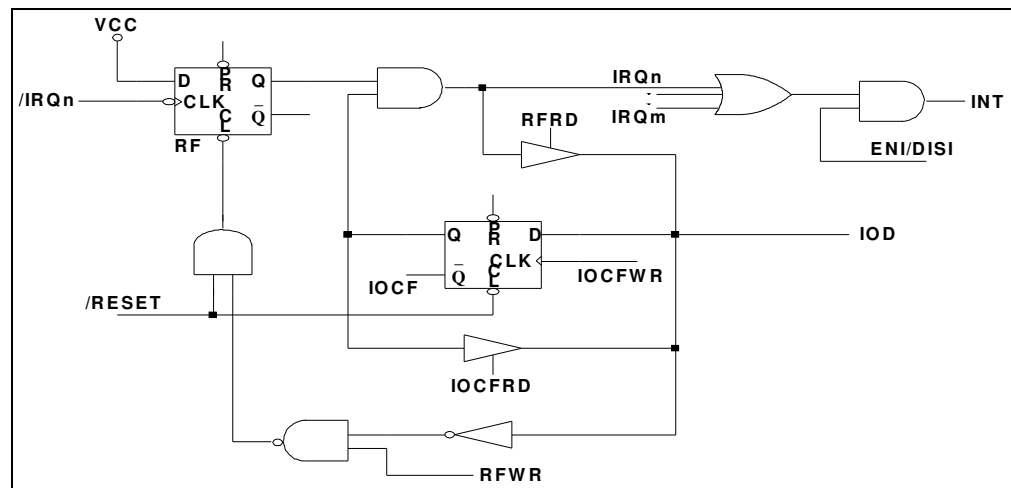 VCC
IRQn
/IRQn
D PR Q
CLK
CL Q̅
RF
IRQm
INT
RFRD
ENI/DISI
Q PR D
IOD
CLK
Q̅ CL
IOCF
IOCFWR
/RESET
IOCFRD
RFWR